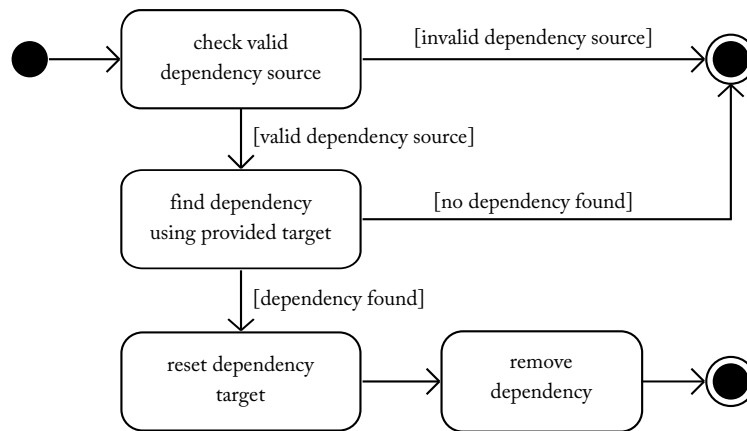 check valid
dependency source
[invalid dependency source]
[valid dependency source]
find dependency
using provided target
[no dependency found]
[dependency found]
reset dependency
target
remove
dependency